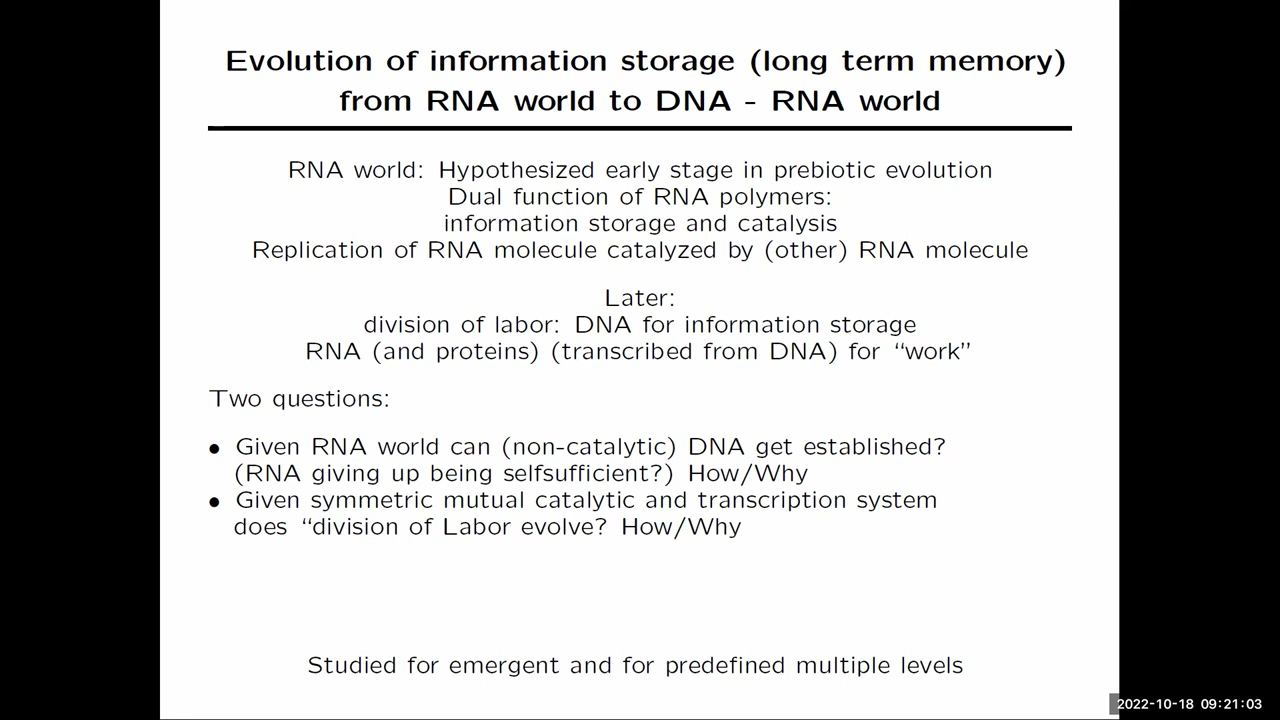 Evolution of information storage (long term memory)
from RNA world to DNA - RNA world
RNA world: Hypothesized early stage in prebiotic evolution
Dual function of RNA polymers:
information storage and catalysis
Replication of RNA molecule catalyzed by (other) RNA molecule
Later:
division of labor: DNA for information storage
RNA (and proteins) (transcribed from DNA) for “work”
Two questions:
• Given RNA world can (non-catalytic) DNA get established?
(RNA giving up being selfsufficient?) How/Why
• Given symmetric mutual catalytic and transcription system
does “division of Labor evolve? How/Why
Studied for emergent and for predefined multiple levels
2022-10-18 09:21:03